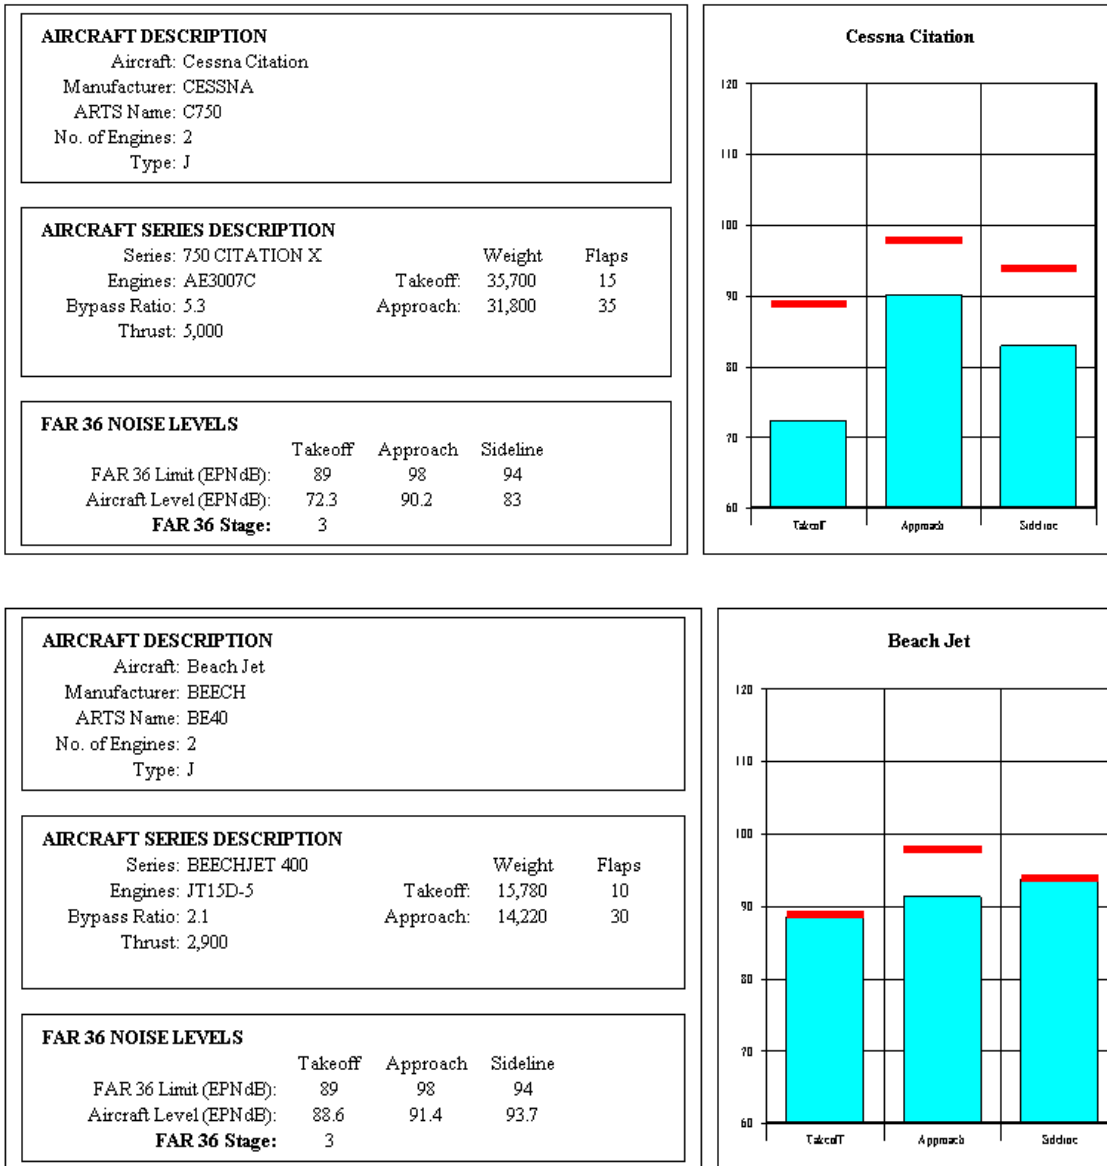 AIRCRAFT DESCRIPTION
Aircraft: Cessna Citation
Manufacturer: CESSNA
ARTS Name: C750
No. of Engines: 2
Type: J
AIRCRAFT SERIES DESCRIPTION
Series: 750 CITATION X Weight Flaps
Engines: AE3007C Takeoff: 35,700 15
Bypass Ratio: 5.3 Approach: 31,800 35
Thrust: 5,000
FAR 36 NOISE LEVELS
Takeoff Approach Sideline
FAR 36 Limit (EPNdB): 89 98 94
Aircraft Level (EPNdB): 72.3 90.2 83
FAR 36 Stage: 3
Cessna Citation
120
110
100
90
80
70
60
Takeoff Approach Sideline
AIRCRAFT DESCRIPTION
Aircraft: Beach Jet
Manufacturer: BEECH
ARTS Name: BE40
No. of Engines: 2
Type: J
AIRCRAFT SERIES DESCRIPTION
Series: BEECHJET 400 Weight Flaps
Engines: JT15D-5 Takeoff: 15,780 10
Bypass Ratio: 2.1 Approach: 14,220 30
Thrust: 2,900
FAR 36 NOISE LEVELS
Takeoff Approach Sideline
FAR 36 Limit (EPNdB): 89 98 94
Aircraft Level (EPNdB): 88.6 91.4 93.7
FAR 36 Stage: 3
Beach Jet
120
110
100
90
80
70
60
Takeoff Approach Sideline